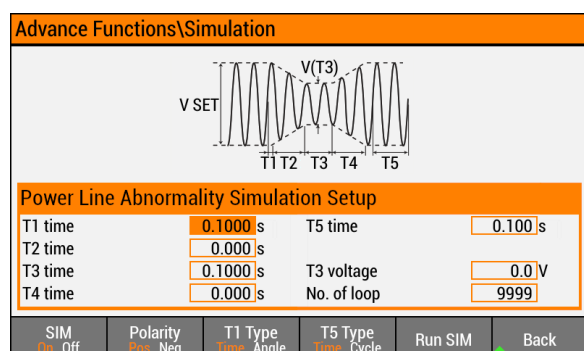 Advance Functions\Simulation
V(T3)
V SET
T1 T2 T3 T4 T5
Power Line Abnormality Simulation Setup
T1 time 0.1000 s T5 time 0.100 s
T2 time 0.000 s
T3 time 0.1000 s T3 voltage 0.0 V
T4 time 0.000 s No. of loop 9999
SIM Polarity T1 Type T5 Type Run SIM Back
On Off Pos Neg Time Angle Time Cycle